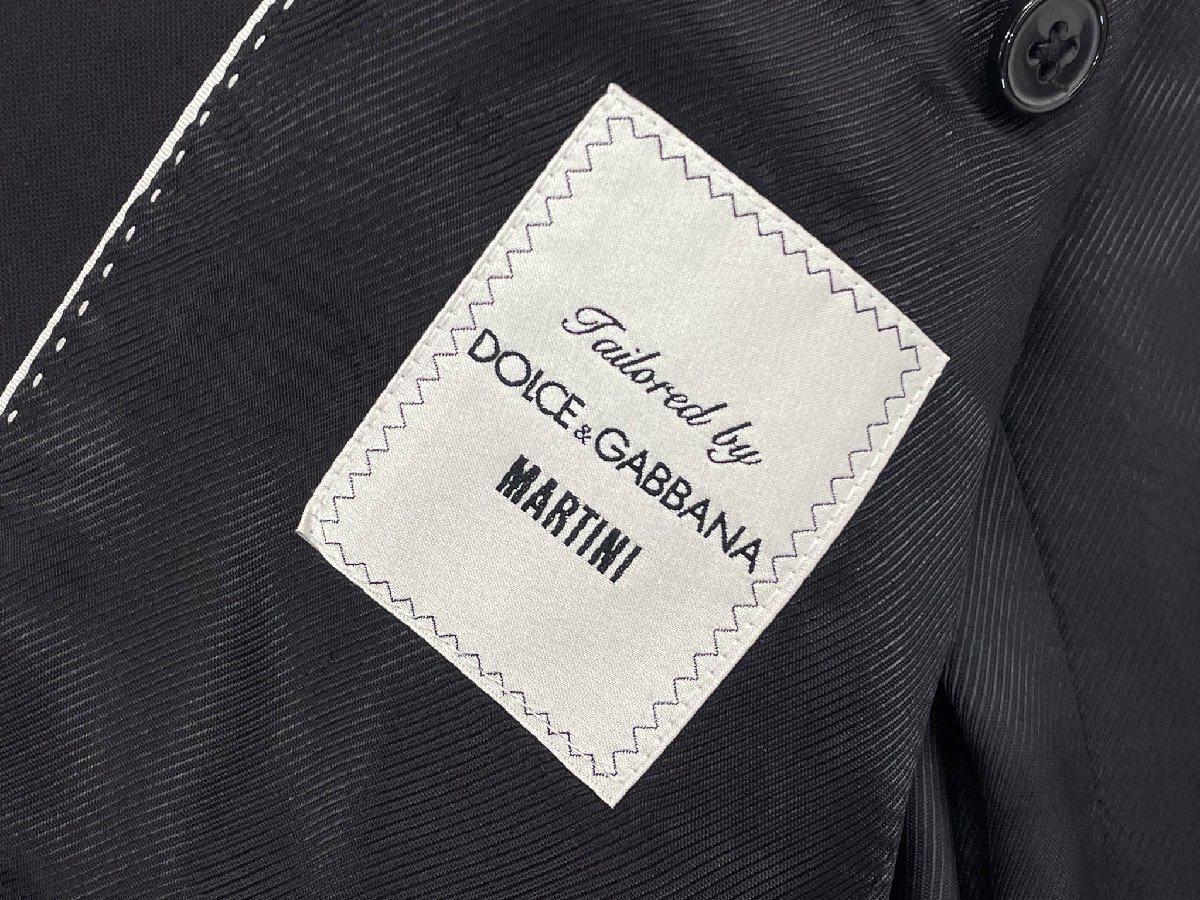 Tailored by
DOLCE & GABBANA
MARTINI